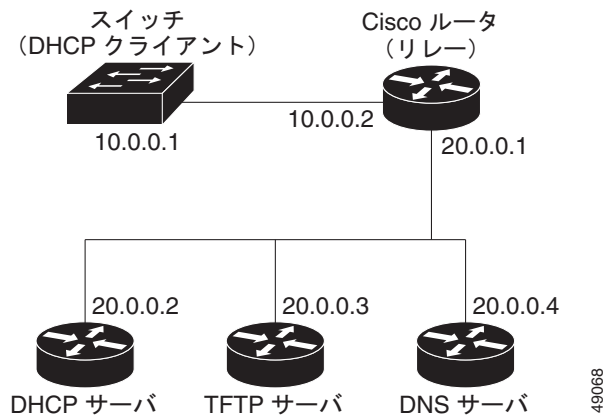 スイッチ
（DHCP クライアント）
Cisco ルータ
（リレー）
10.0.0.1
10.0.0.2
20.0.0.1
20.0.0.2
20.0.0.3
20.0.0.4
DHCP サーバ
TFTP サーバ
DNS サーバ
49068